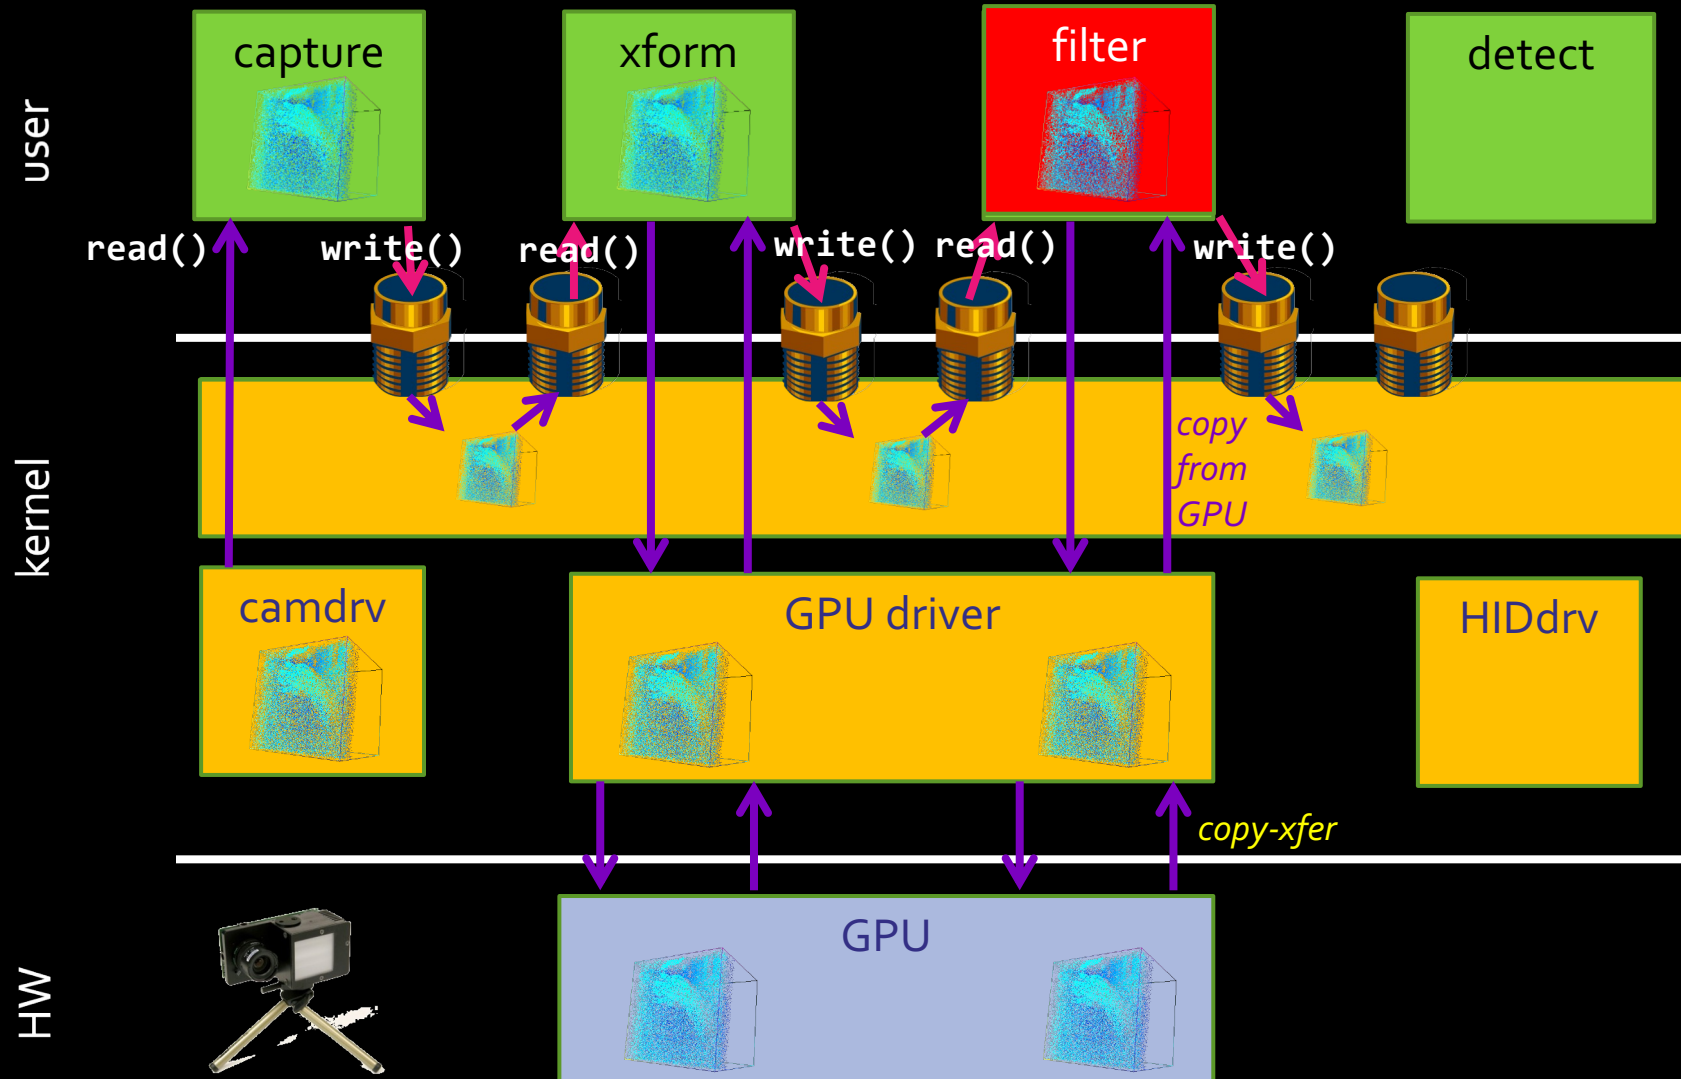 user
capture
xform
filter
detect
read()
write()
read()
write()
read()
write()
kernel
copy
from
GPU
camdrv
GPU driver
HIDdrv
copy-xfer
HW
GPU